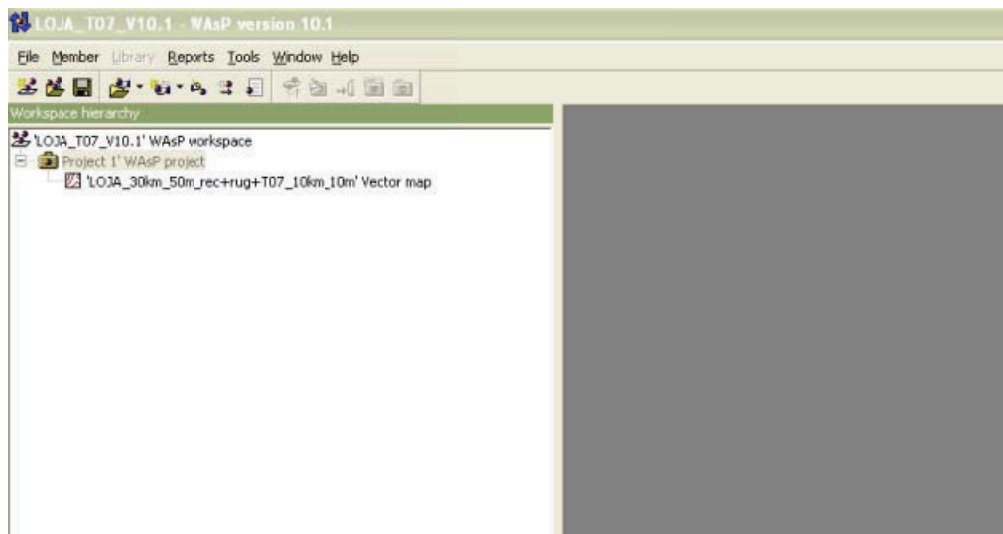 LOJA_T07_V10.1 - WAsP version 10.1
File Member Library Reports Tools Window Help
Workspace hierarchy
'LOJA_T07_V10.1' WAsP workspace
'Project 1' WAsP project
'LOJA_30km_50m_rec+rug+T07_10km_10m' Vector map